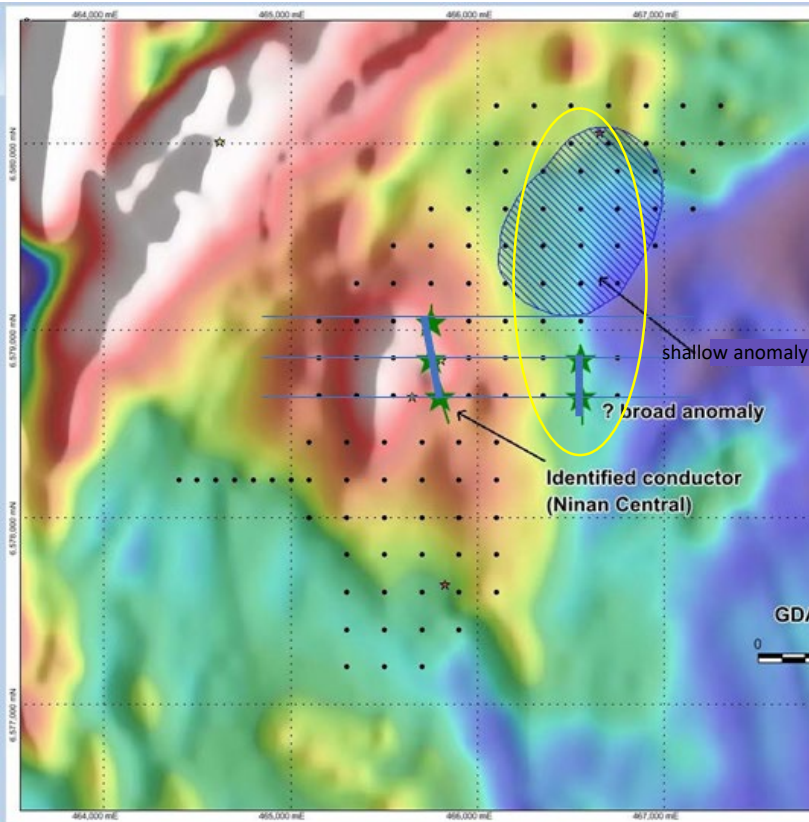 464,000 mE 465,000 mE 466,000 mE 467,000 mE
6.580,000 mN
6.579,000 mN
shallow anomaly
? broad anomaly
Identified conductor
(Ninan Central)
6.578,000 mN
GDA
0
6.577,000 mN
464,000 mE 465,000 mE 466,000 mE 467,000 mE